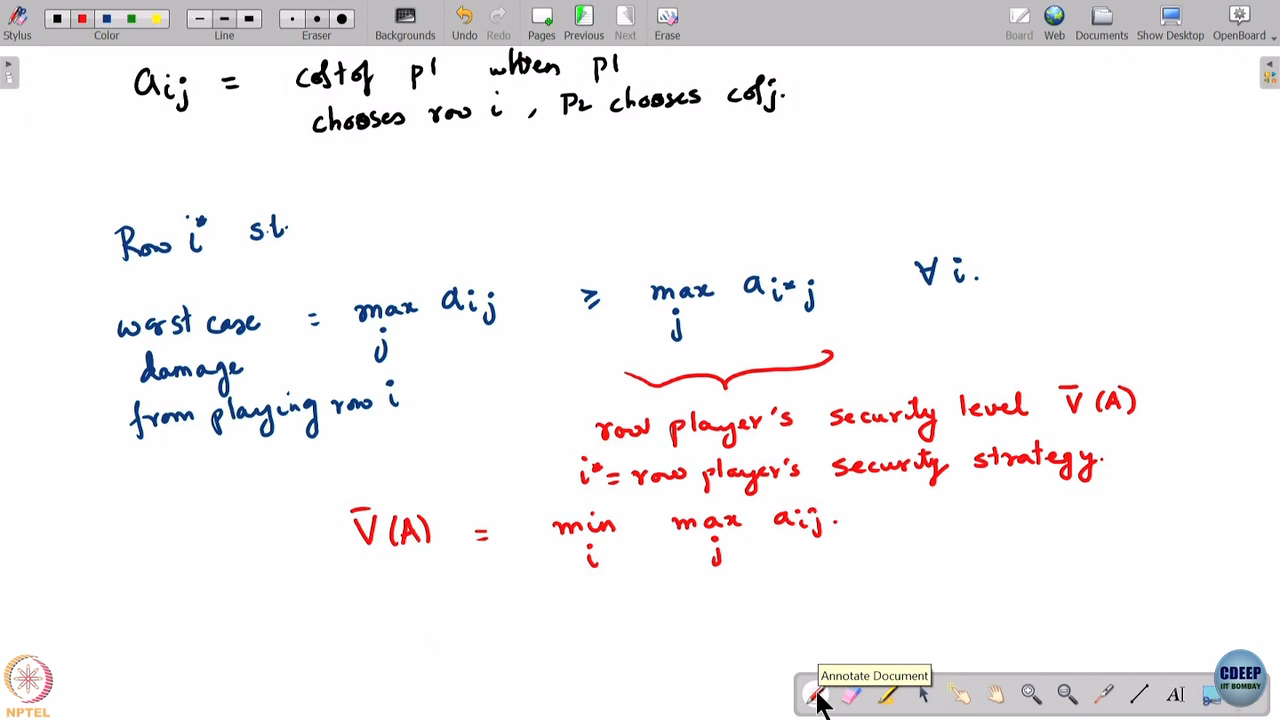 Stylus
Color
Line
Eraser
Backgrounds
Undo
Redo
Pages
Previous
Next
Erase
Board
Web
Documents
Show Desktop
OpenBoard
aij = cost of p1 when p1
chooses row i , P2 chooses col j.
Row i* s.t.
worst case = max aij ≥ max ai*j ∀ i.
j j
damage
from playing row i
row player's security level V̄(A)
i* = row player's security strategy.
V̄(A) = min max aij.
i j
Annotate Document
AI
NPTEL
CDEEP
IIT BOMBAY